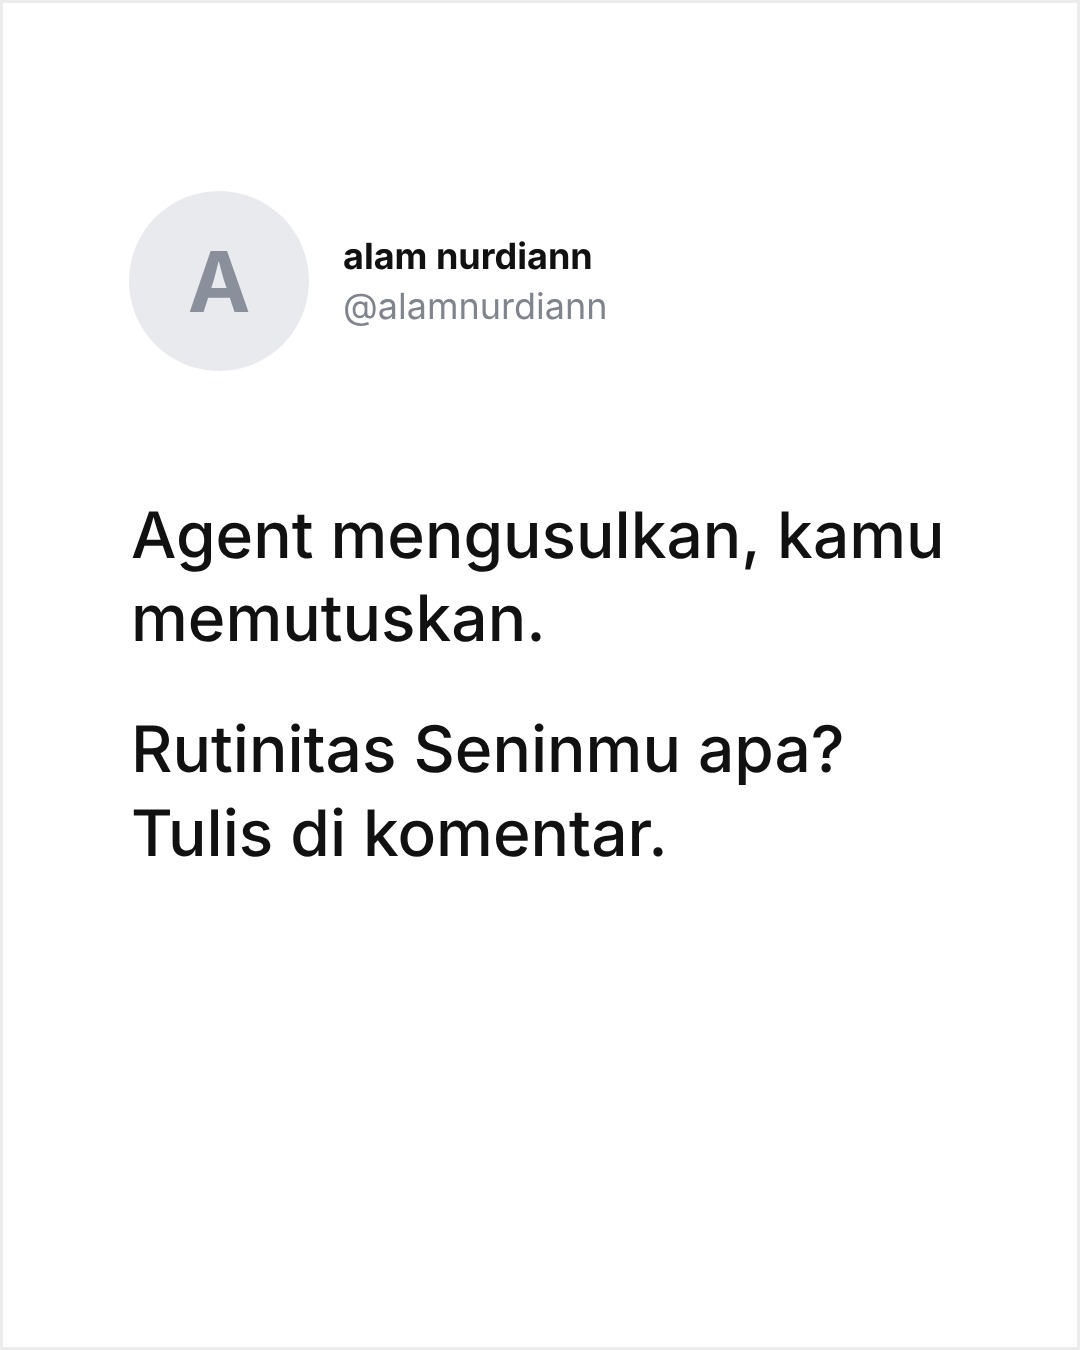 A
alam nurdiann
@alamnurdiann
Agent mengusulkan, kamu
memutuskan.
Rutinitas Seninmu apa?
Tulis di komentar.